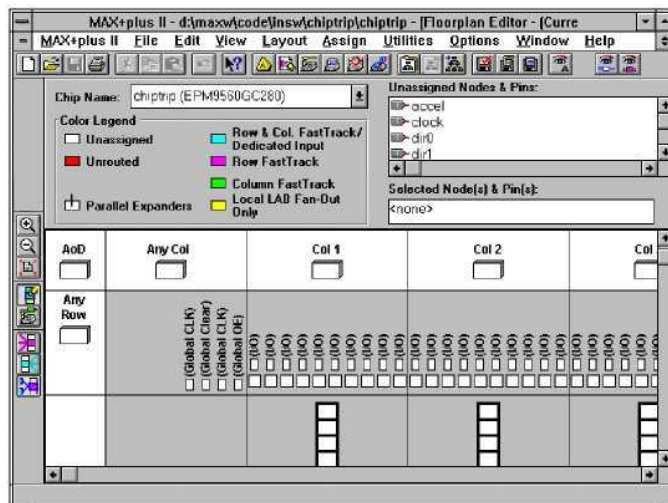 MAX+plus II - d:\maxw\code\insw\chiptrip\chiptrip - [Floorplan Editor - (Curre
MAX+plus II File Edit View Layout Assign Utilities Options Window Help
Chip Name: chiptrip (EPM9560GC280)
Color Legend
Unassigned
Unrouted
Parallel Expanders
Row & Col. FastTrack/
Dedicated Input
Row FastTrack
Column FastTrack
Local LAB Fan-Out
Only
Unassigned Nodes & Pins:
accel
clock
dir0
dir1
Selected Node(s) & Pin(s):
<none>
AoD Any Col Col 1 Col 2 Col
Any
Row
(Global CLK)
(Global Clear)
(Global CLK)
(Global OE)
(I/O) (I/O) (I/O) (I/O) (I/O) (I/O) (I/O) (I/O) (I/O) (I/O)
(I/O) (I/O) (I/O) (I/O) (I/O) (I/O) (I/O) (I/O) (I/O) (I/O)
(I/O) (I/O) (I/O) (I/O) (I/O)